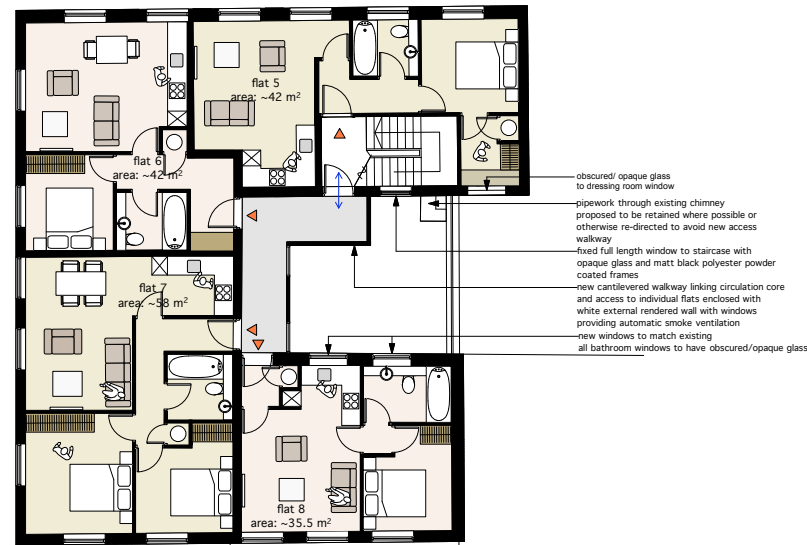 flat 5
area: ~42 m²
flat 6
area: ~42 m²
obscured/ opaque glass
to dressing room window
pipework through existing chimney
proposed to be retained where possible or
otherwise re-directed to avoid new access
walkway
fixed full length window to staircase with
opaque glass and matt black polyester powder
coated frames
new cantilevered walkway linking circulation core
and access to individual flats enclosed with
white external rendered wall with windows
providing automatic smoke ventilation
new windows to match existing
all bathroom windows to have obscured/opaque glass
flat 7
area: ~58 m²
flat 8
area: ~35.5 m²